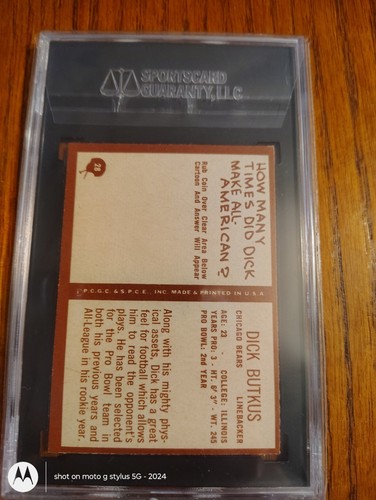 SPORTSCARD
GUARANTY, LLC
28
HOW MANY
TIMES DID DICK
MAKE ALL-
AMERICAN?
Rub Coin Over Clear Area Below
Cartoon And Answer Will Appear
© P.C.G.C. & S.P.C.E., INC. MADE & PRINTED IN U.S.A.
DICK BUTKUS
CHICAGO BEARS LINEBACKER
AGE: 23 - COLLEGE: ILLINOIS
YEARS PRO: 3 - HT. 6' 3" - WT. 245
PRO BOWL: 2nd YEAR
Along with his mighty phys-
ical assets, Dick has a great
feel for football which allows
him to read the opponent's
plays. He has been selected
for the Pro Bowl team in
both his previous years and
All-League in his rookie year.
shot on moto g stylus 5G - 2024